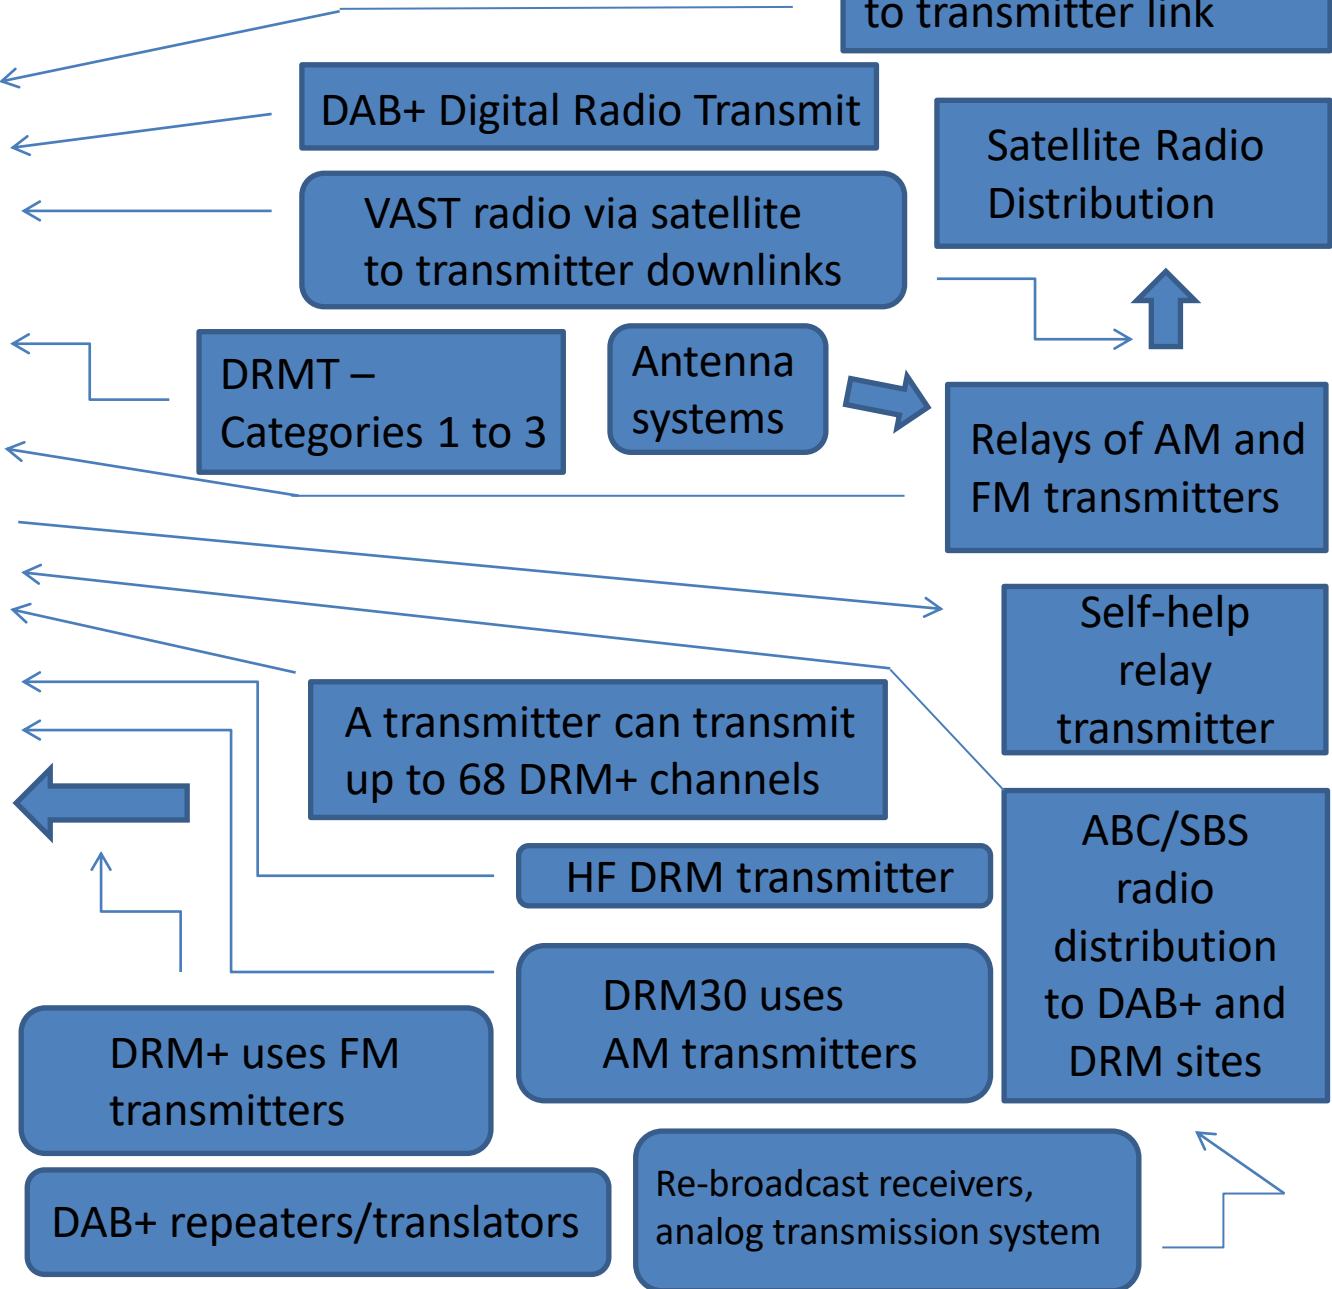 to transmitter link
DAB+ Digital Radio Transmit
Satellite Radio
Distribution
VAST radio via satellite
to transmitter downlinks
DRMT –
Categories 1 to 3
Antenna
systems
Relays of AM and
FM transmitters
Self-help
relay
transmitter
A transmitter can transmit
up to 68 DRM+ channels
ABC/SBS
radio
distribution
to DAB+ and
DRM sites
HF DRM transmitter
DRM30 uses
AM transmitters
DRM+ uses FM
transmitters
Re-broadcast receivers,
analog transmission system
DAB+ repeaters/translators